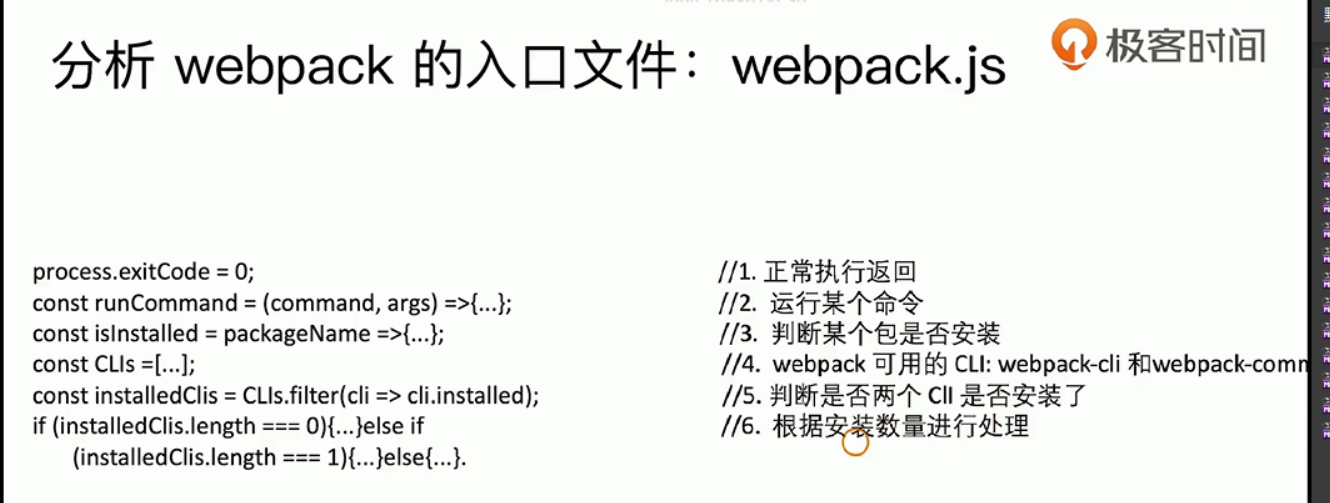 分析 webpack 的入口文件：webpack.js
极客时间
process.exitCode = 0; //1. 正常执行返回
const runCommand = (command, args) =>{...}; //2. 运行某个命令
const isInstalled = packageName =>{...}; //3. 判断某个包是否安装
const CLIs =[...]; //4. webpack 可用的 CLI: webpack-cli 和webpack-comm
const installedClis = CLIs.filter(cli => cli.installed); //5. 判断是否两个 ClI 是否安装了
if (installedClis.length === 0){...}else if //6. 根据安装数量进行处理
(installedClis.length === 1){...}else{...}.